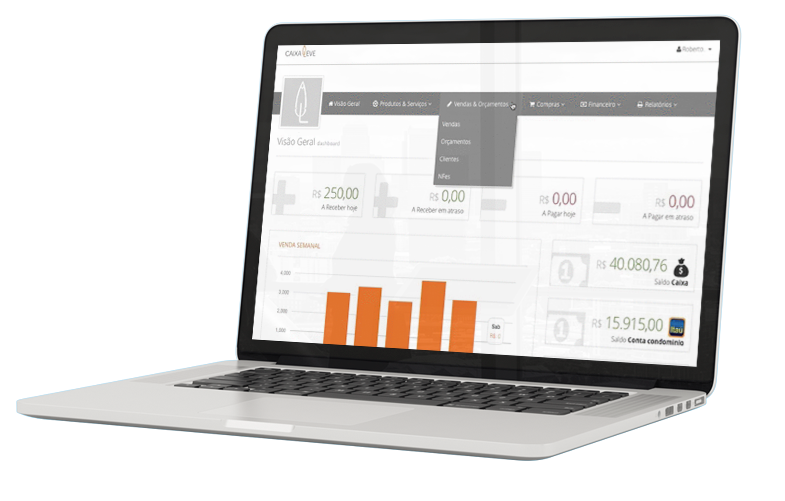 CAIXALEVE
Roberto
Visão Geral
Produtos & Serviços
Vendas & Orçamentos
Compras
Financeiro
Relatórios
Vendas
Orçamentos
Clientes
NFes
Visão Geral dashboard
R$ 250,00
A Receber hoje
R$ 0,00
A Receber em atraso
R$ 0,00
A Pagar hoje
R$ 0,00
A Pagar em atraso
VENDA SEMANAL
4.000
3.000
2.000
1.000
Sab
R$ 0
R$ 40.080,76
Saldo Caixa
R$ 15.915,00
Itaú
Saldo Conta condomínio